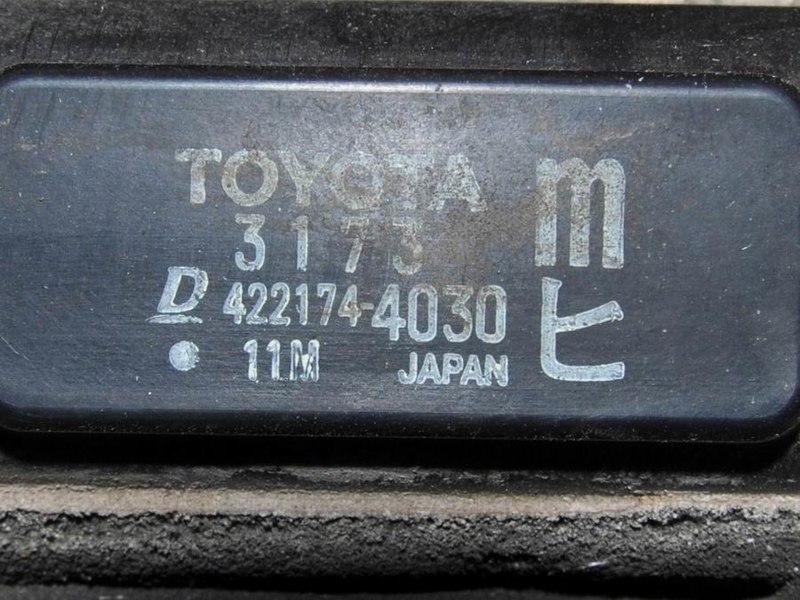 TOYOTA
3173
D 422174-4030
11M JAPAN
m
ヒ